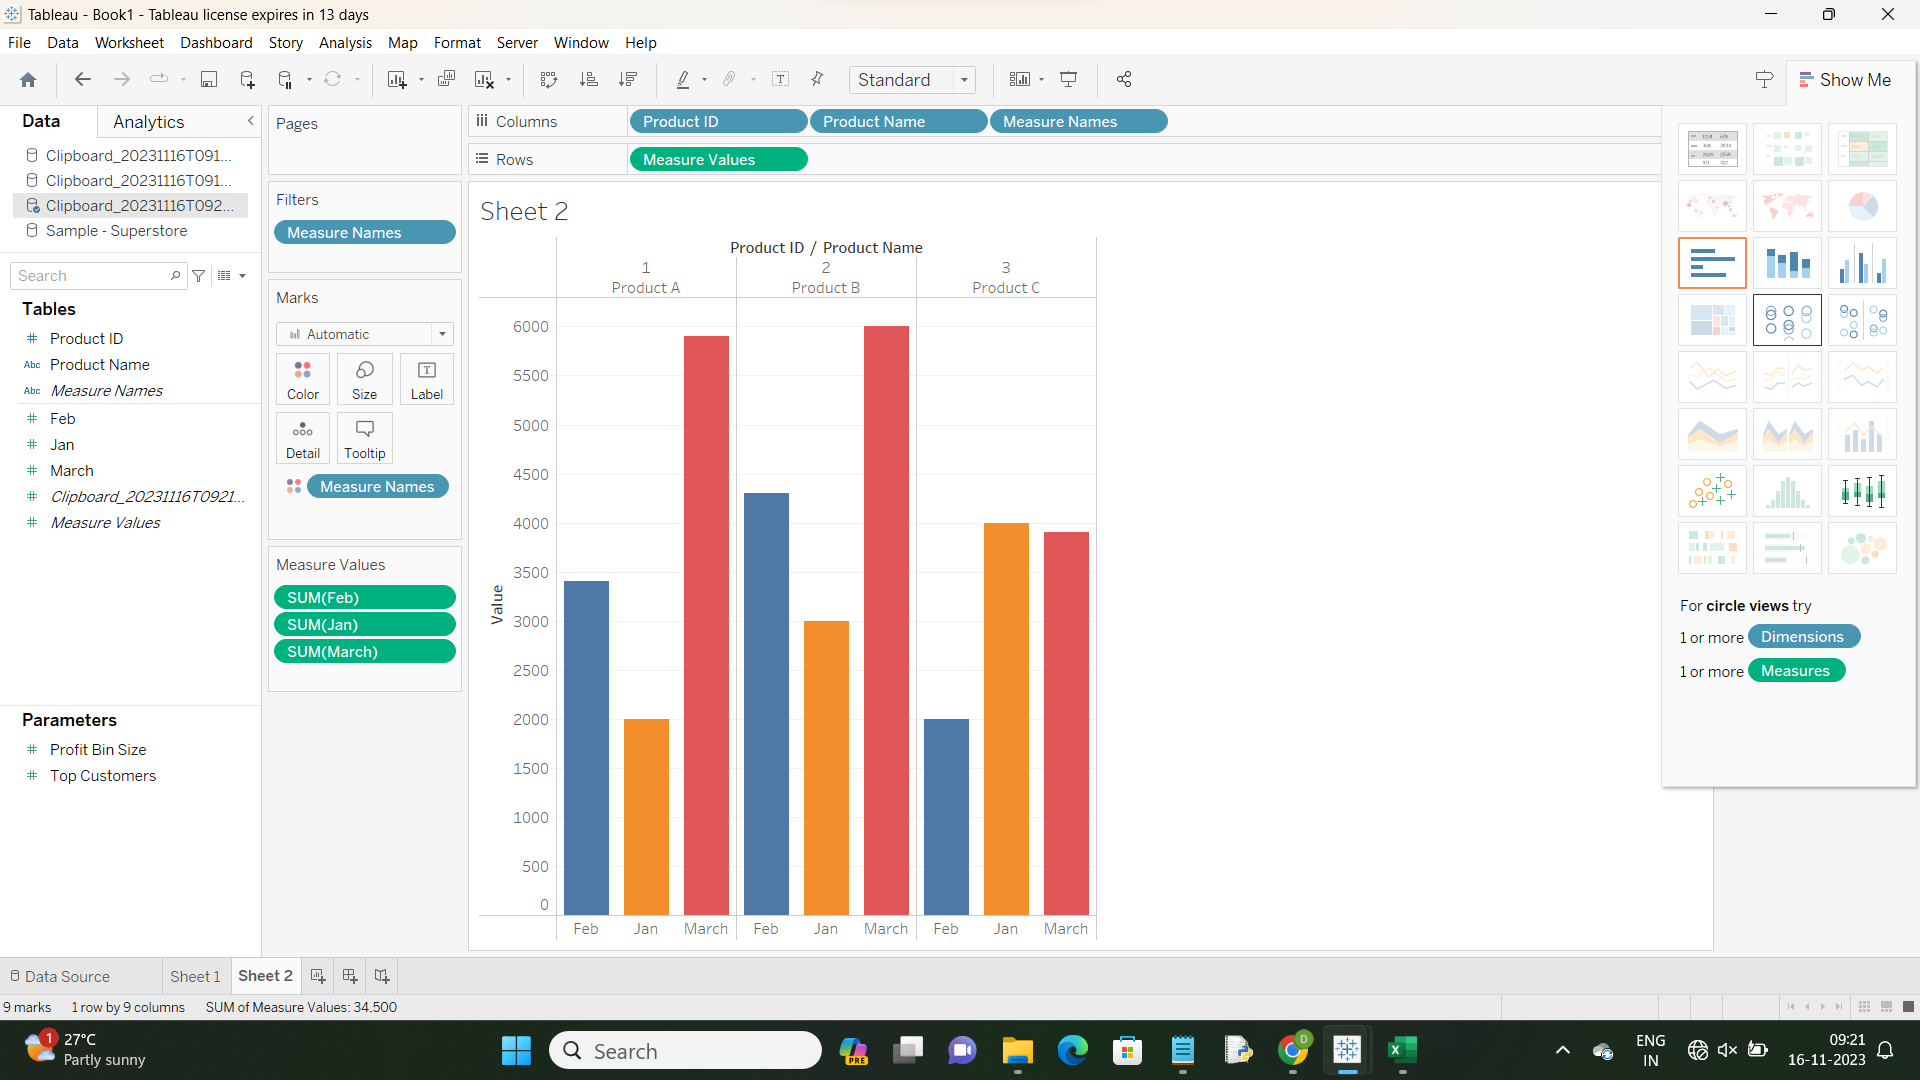 Tableau - Book1 - Tableau license expires in 13 days
File Data Worksheet Dashboard Story Analysis Map Format Server Window Help
Standard
Show Me
Data Analytics
Clipboard_20231116T091...
Clipboard_20231116T091...
Clipboard_20231116T092...
Sample - Superstore
Search
Tables
# Product ID
Abc Product Name
Abc Measure Names
# Feb
# Jan
# March
# Clipboard_20231116T0921...
# Measure Values
Parameters
# Profit Bin Size
# Top Customers
Pages
Filters
Measure Names
Marks
Automatic
Color Size Label
Detail Tooltip
Measure Names
Measure Values
SUM(Feb)
SUM(Jan)
SUM(March)
Columns Product ID Product Name Measure Names
Rows Measure Values
Sheet 2
Product ID / Product Name
1 2 3
Product A Product B Product C
Value
6000
5500
5000
4500
4000
3500
3000
2500
2000
1500
1000
500
0
Feb Jan March Feb Jan March Feb Jan March
For circle views try
1 or more Dimensions
1 or more Measures
Data Source Sheet 1 Sheet 2
9 marks 1 row by 9 columns SUM of Measure Values: 34,500
1
27°C
Partly sunny
Search
PRE
D
ENG
IN
09:21
16-11-2023